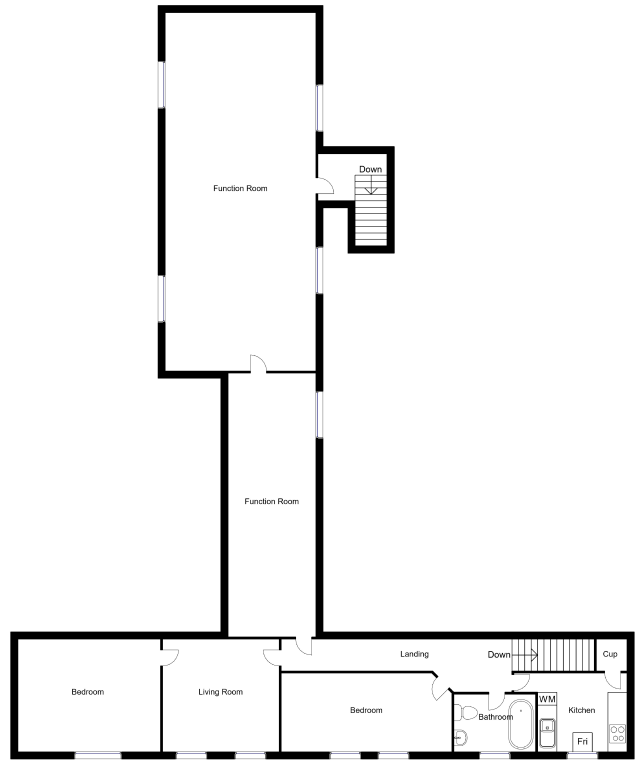 Down
Function Room
Function Room
Landing
Down
Cup
Bedroom
Living Room
Bedroom
Bathroom
WM
Kitchen
Fri